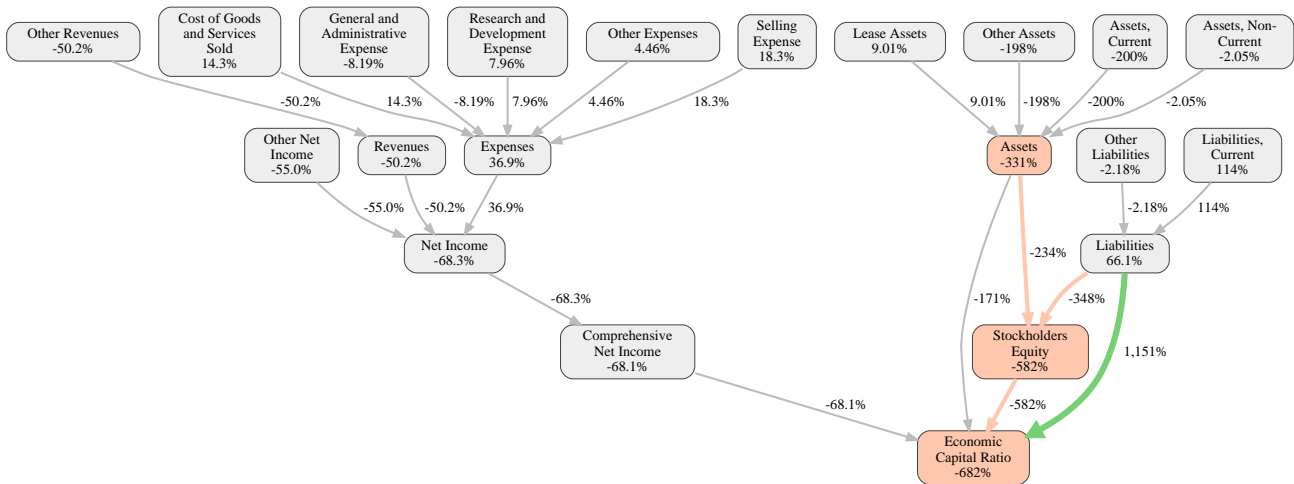 Other Revenues
-50.2%
Cost of Goods
and Services
Sold
14.3%
General and
Administrative
Expense
-8.19%
Research and
Development
Expense
7.96%
Other Expenses
4.46%
Selling
Expense
18.3%
Lease Assets
9.01%
Other Assets
-198%
Assets,
Current
-200%
Assets, Non-
Current
-2.05%
-50.2%
14.3%
-8.19%
7.96%
4.46%
18.3%
9.01%
-198%
-200%
-2.05%
Other Net
Income
-55.0%
Revenues
-50.2%
Expenses
36.9%
Assets
-331%
Other
Liabilities
-2.18%
Liabilities,
Current
114%
-55.0%
-50.2%
36.9%
-2.18%
114%
Net Income
-68.3%
-234%
Liabilities
66.1%
-68.3%
-171%
-348%
Comprehensive
Net Income
-68.1%
Stockholders
Equity
-582%
1,151%
-68.1%
-582%
Economic
Capital Ratio
-682%